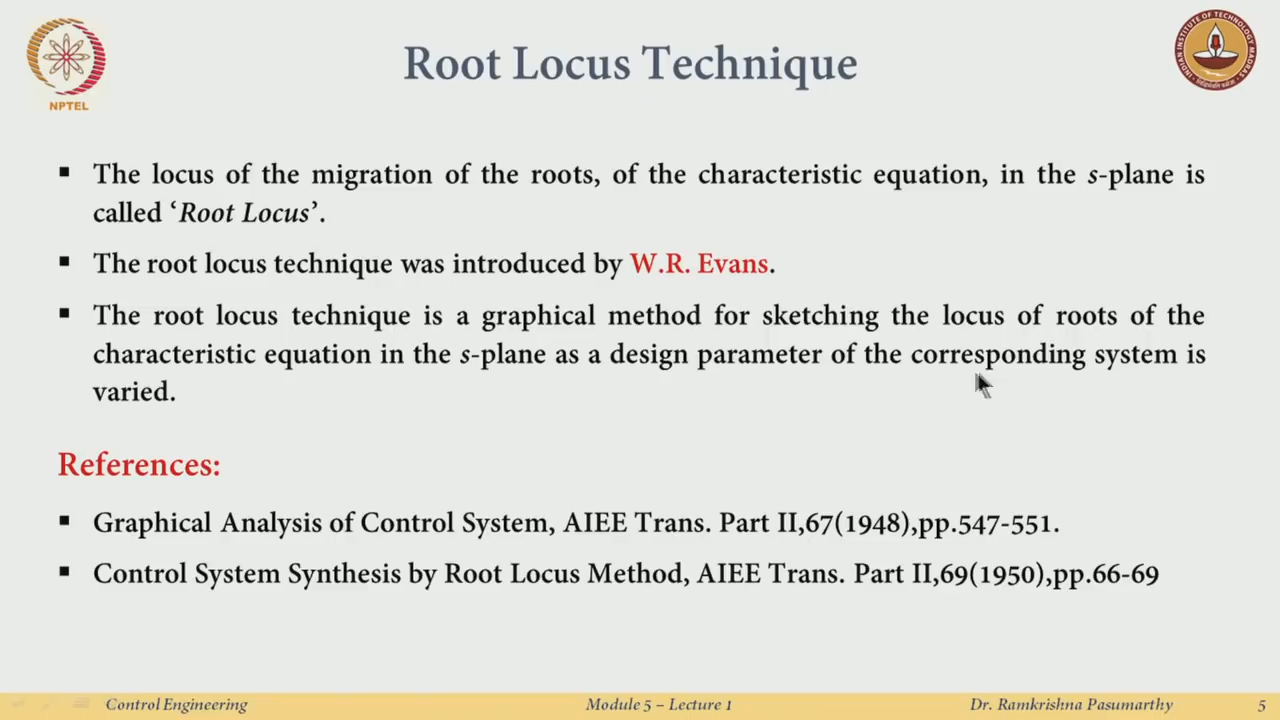 NPTEL
INDIAN INSTITUTE OF TECHNOLOGY MADRAS
Root Locus Technique
▪ The locus of the migration of the roots, of the characteristic equation, in the s-plane is
called ‘Root Locus’.
▪ The root locus technique was introduced by W.R. Evans.
▪ The root locus technique is a graphical method for sketching the locus of roots of the
characteristic equation in the s-plane as a design parameter of the corresponding system is
varied.
References:
▪ Graphical Analysis of Control System, AIEE Trans. Part II,67(1948),pp.547-551.
▪ Control System Synthesis by Root Locus Method, AIEE Trans. Part II,69(1950),pp.66-69
Control Engineering
Module 5 – Lecture 1
Dr. Ramkrishna Pasumarthy
5